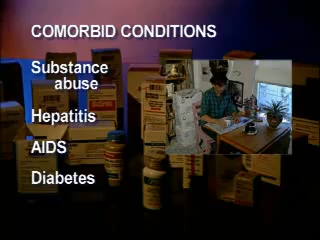 COMORBID CONDITIONS
Substance
abuse
Hepatitis
AIDS
Diabetes